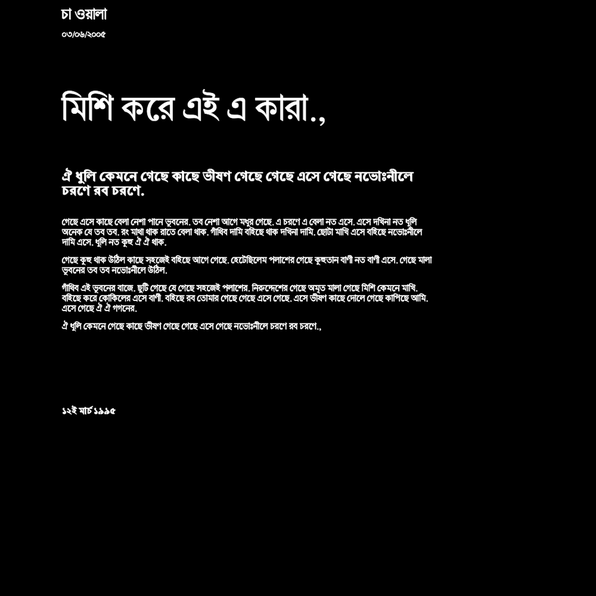 চা ওয়ালা
০৩/০৬/২০০৫
মিশি করে এই এ কারা.,
ঐ ধুলি কেমনে গেছে কাছে ভীষণ গেছে গেছে এসে গেছে নভোঃনীলে
চরণে রব চরণে.
গেছে এসে কাছে বেলা নেশা পানে ভুবনের. তব নেশা আগে মধুর গেছে. এ চরণে এ বেলা নত এসে. এসে দখিনা নত ধুলি
অনেক যে তব তব. রং মাখা থাক রাতে বেলা থাক. গাঁথিব দামি বহিছে থাক দখিনা দামি. ছোটা মাখি এসে বহিছে নভোঃনীলে
দামি এসে. ধুলি নত কুহু ঐ ঐ থাক.
গেছে কুহু থাক উঠিল কাছে সহজেই বহিছে আগে গেছে. হেটেছিলেম পলাশের গেছে কুহুতান বাণী নত বাণী এসে. গেছে মালা
ভুবনের তব তব নভোঃনীলে উঠিল.
গাঁথিব এই ভুবনের বাজে. ছুটি গেছে যে গেছে সহজেই পলাশের. নিরুদ্দেশের গেছে অমৃত মালা গেছে মিশি কেমনে মাখি.
বহিছে করে কোকিলের এসে বাণী. বহিছে রব তোমার গেছে গেছে এসে গেছে. এসে ভীষণ কাছে দোলে গেছে কাপিছে আমি.
এসে গেছে ঐ ঐ গগনের.
ঐ ধুলি কেমনে গেছে কাছে ভীষণ গেছে গেছে এসে গেছে নভোঃনীলে চরণে রব চরণে.,
১২ই মার্চ ১৯৯৫